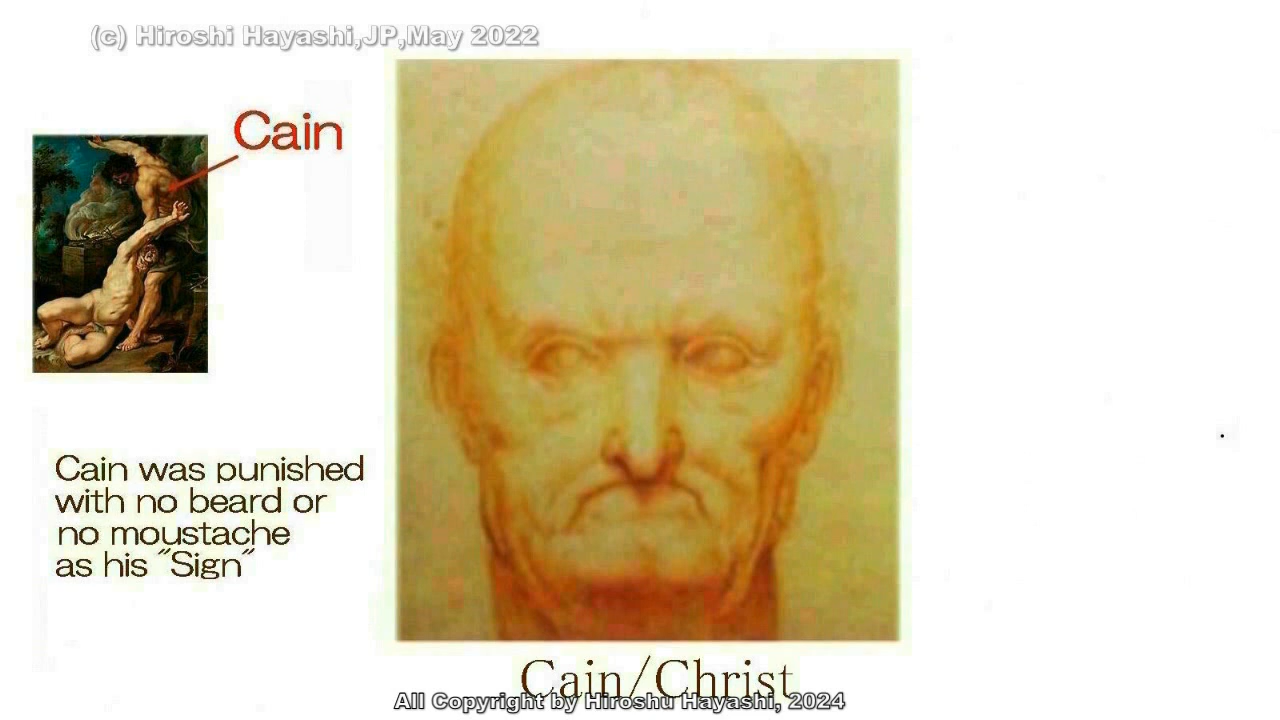 (c) Hiroshi Hayashi,JP,May 2022
Cain
Cain was punished
with no beard or
no moustache
as his "Sign"
Cain/Christ
All Copyright by Hiroshu Hayashi, 2024